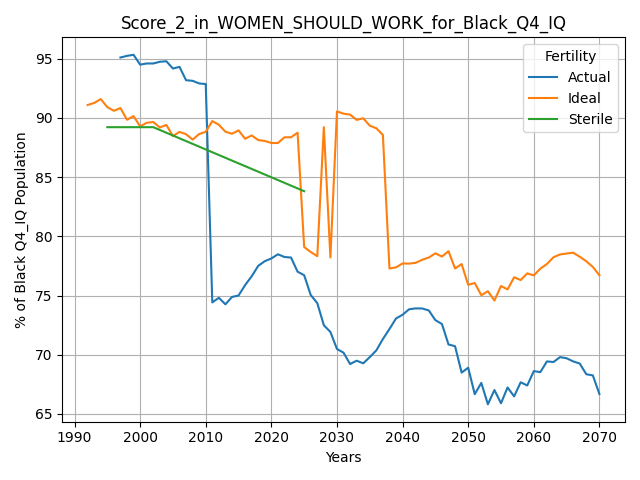 Score_2_in_WOMEN_SHOULD_WORK_for_Black_Q4_IQ
Fertility
Actual
Ideal
Sterile
% of Black Q4_IQ Population
95
90
85
80
75
70
65
1990
2000
2010
2020
2030
2040
2050
2060
2070
Years